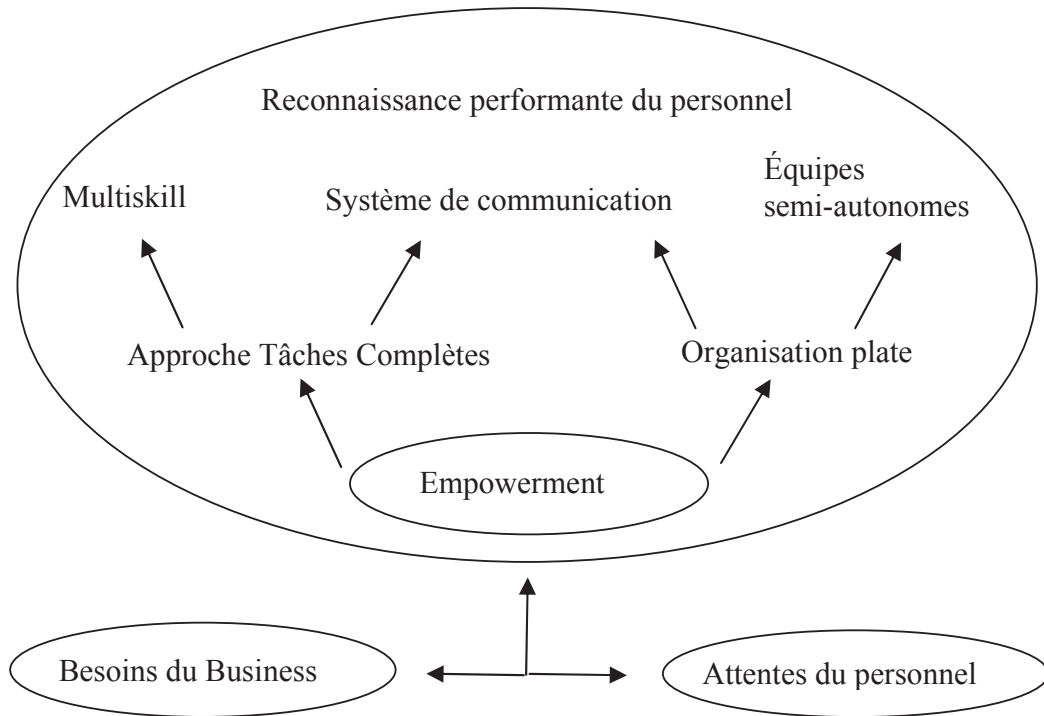 Reconnaissance performante du personnel
Multiskill
Système de communication
Équipes
semi-autonomes
Approche Tâches Complètes
Organisation plate
Empowerment
Besoins du Business
Attentes du personnel